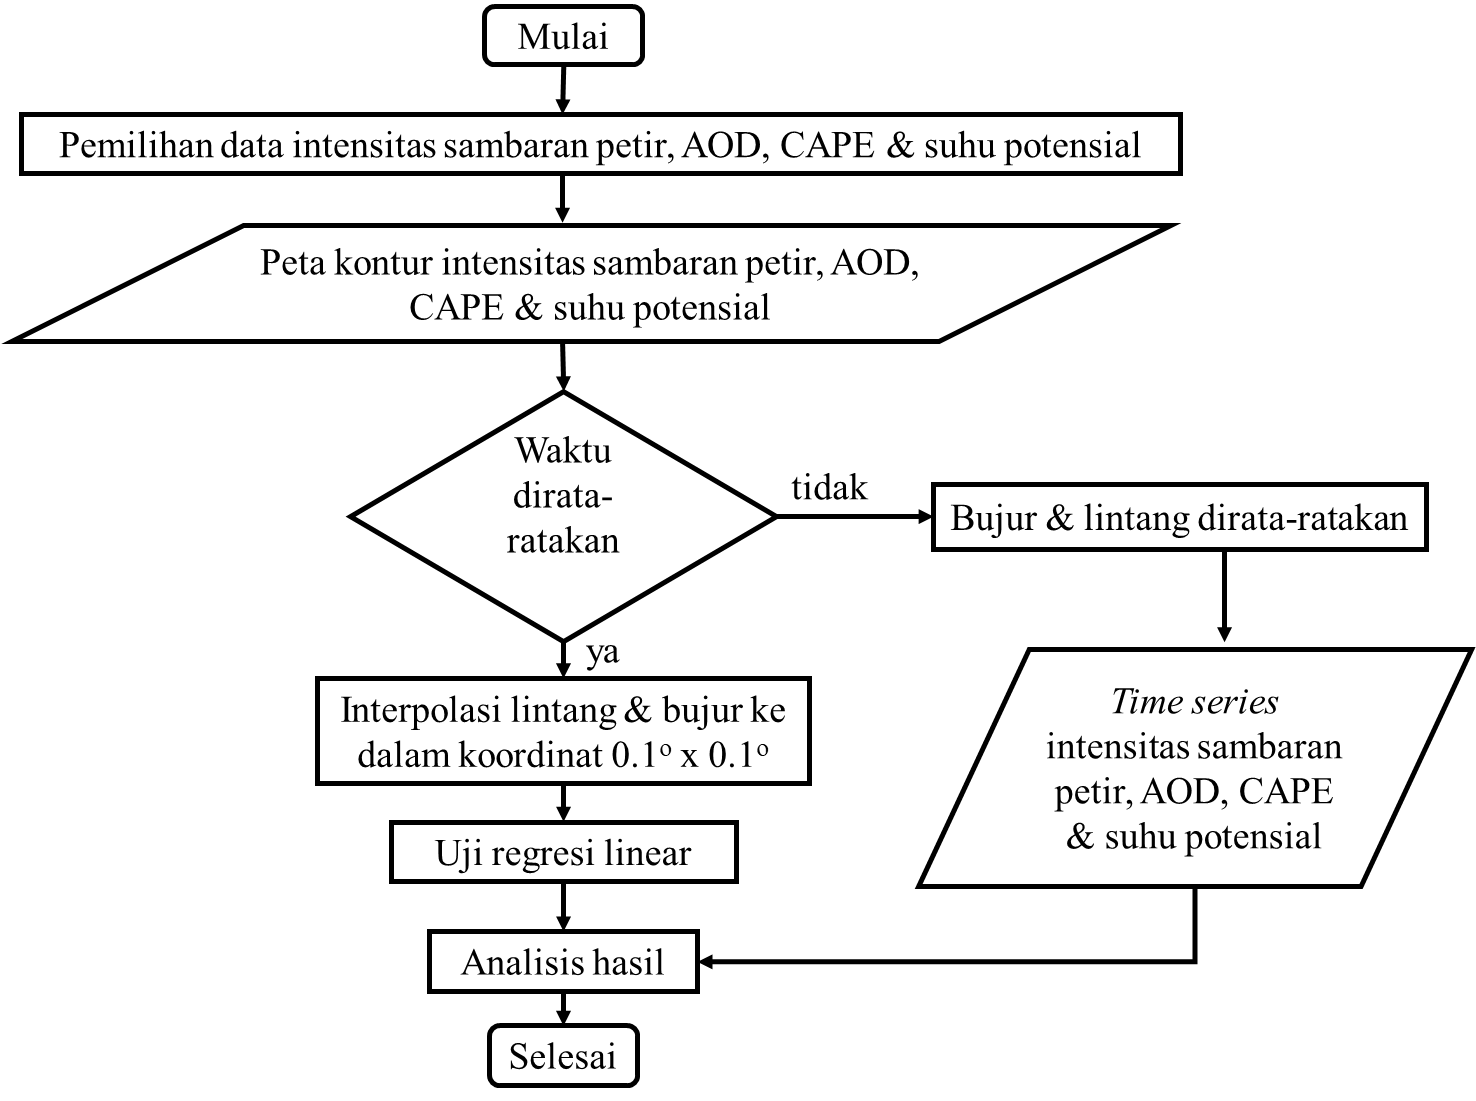 Mulai
Pemilihan data intensitas sambaran petir, AOD, CAPE & suhu potensial
Peta kontur intensitas sambaran petir, AOD,
CAPE & suhu potensial
Waktu
dirata-
ratakan
tidak
Bujur & lintang dirata-ratakan
ya
Interpolasi lintang & bujur ke
dalam koordinat 0.1º x 0.1º
Time series
intensitas sambaran
petir, AOD, CAPE
& suhu potensial
Uji regresi linear
Analisis hasil
Selesai